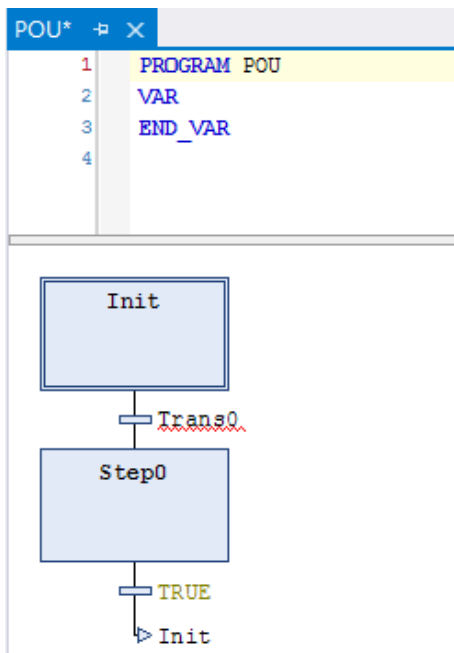 POU*
1 PROGRAM POU
2 VAR
3 END_VAR
4
Init
Trans0
Step0
TRUE
Init